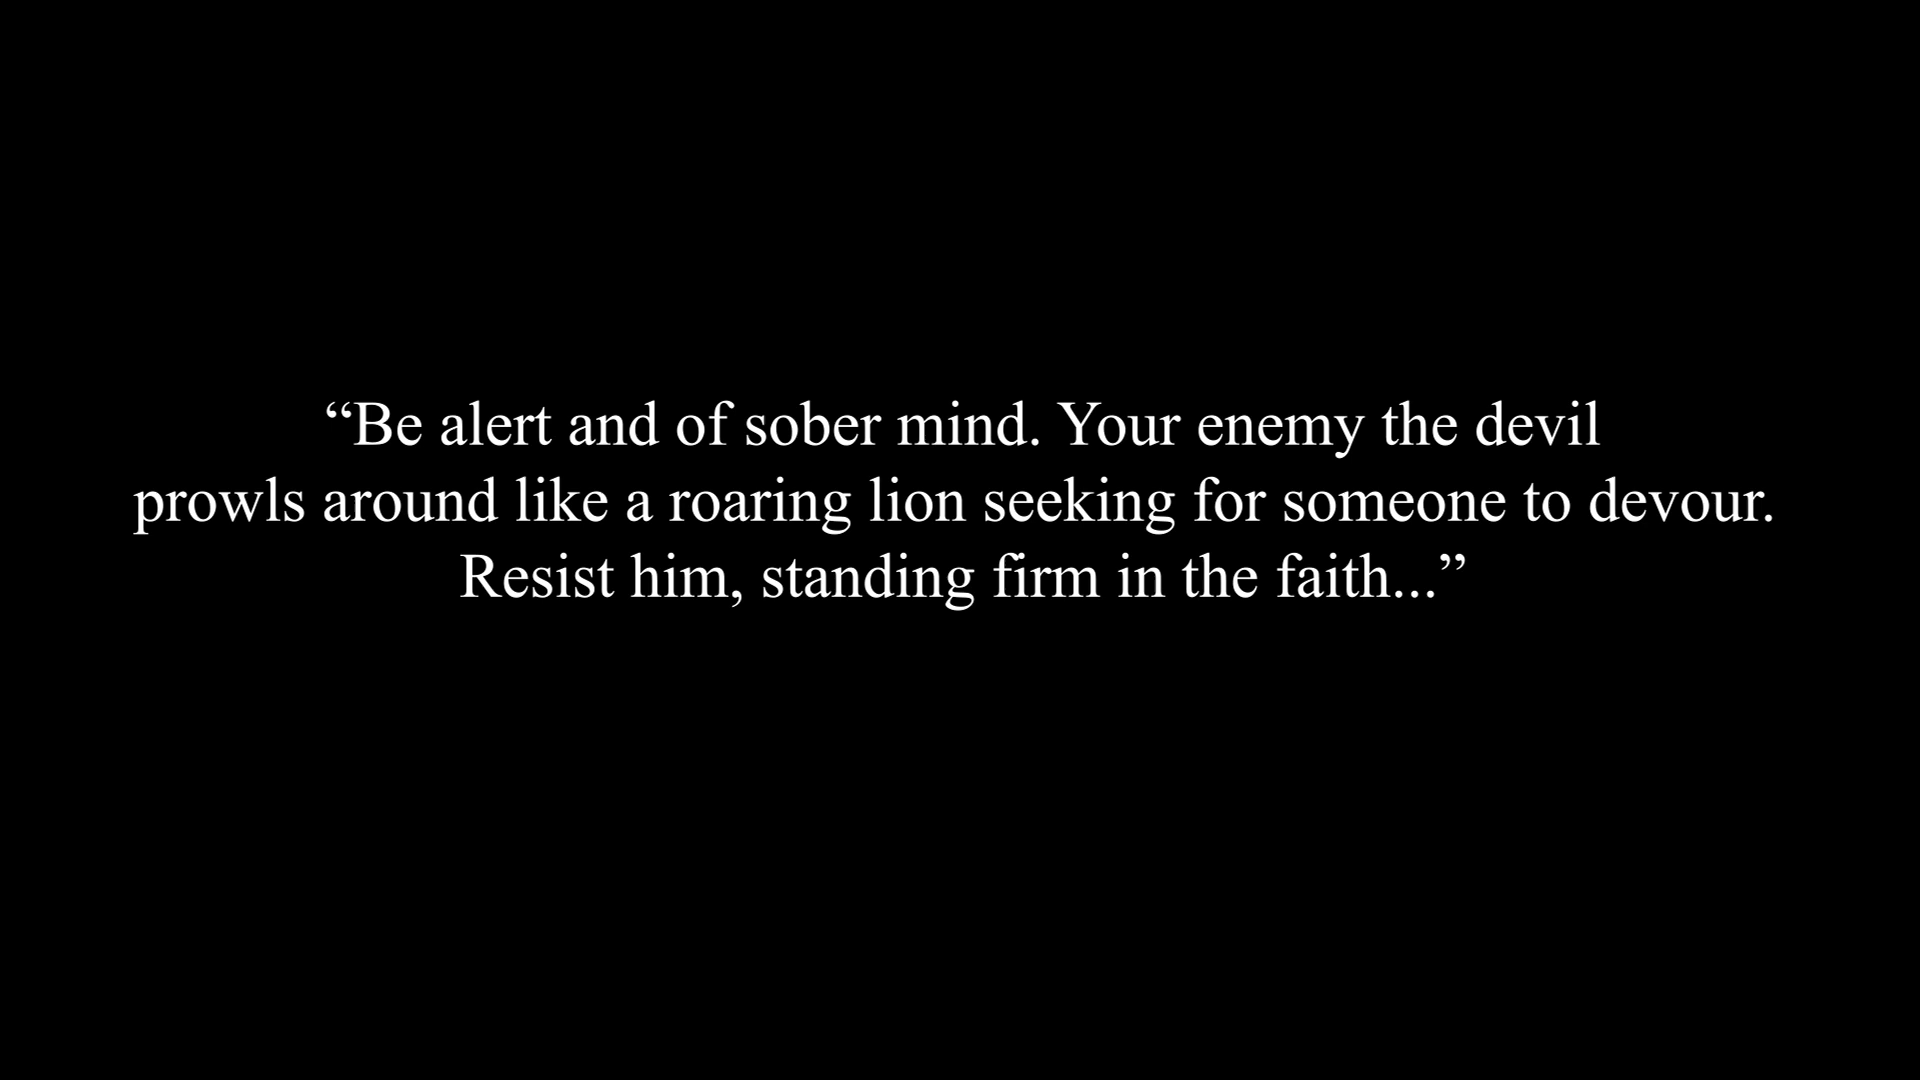 “Be alert and of sober mind. Your enemy the devil
prowls around like a roaring lion seeking for someone to devour.
Resist him, standing firm in the faith...”